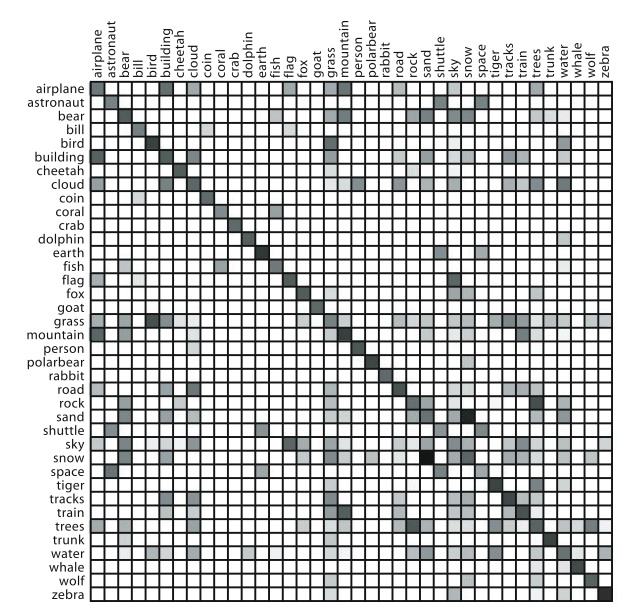 airplane
astronaut
bear
bill
bird
building
cheetah
cloud
coin
coral
crab
dolphin
earth
fish
flag
fox
goat
grass
mountain
person
polarbear
rabbit
road
rock
sand
shuttle
sky
snow
space
tiger
tracks
train
trees
trunk
water
whale
wolf
zebra
airplane
astronaut
bear
bill
bird
building
cheetah
cloud
coin
coral
crab
dolphin
earth
fish
flag
fox
goat
grass
mountain
person
polarbear
rabbit
road
rock
sand
shuttle
sky
snow
space
tiger
tracks
train
trees
trunk
water
whale
wolf
zebra